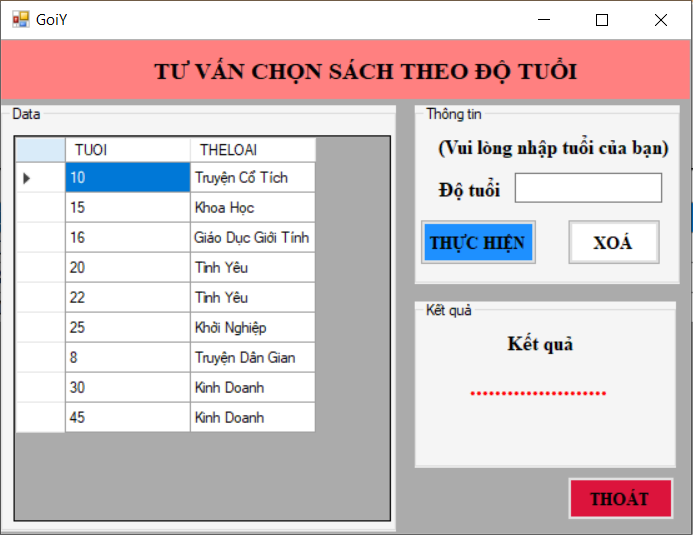 GoiY
TƯ VẤN CHỌN SÁCH THEO ĐỘ TUỔI
Data
TUOI THELOAI
10 Truyện Cổ Tích
15 Khoa Học
16 Giáo Dục Giới Tính
20 Tình Yêu
22 Tình Yêu
25 Khởi Nghiệp
8 Truyện Dân Gian
30 Kinh Doanh
45 Kinh Doanh
Thông tin
(Vui lòng nhập tuổi của bạn)
Độ tuổi
THỰC HIỆN XOÁ
Kết quả
Kết quả
.......................
THOÁT